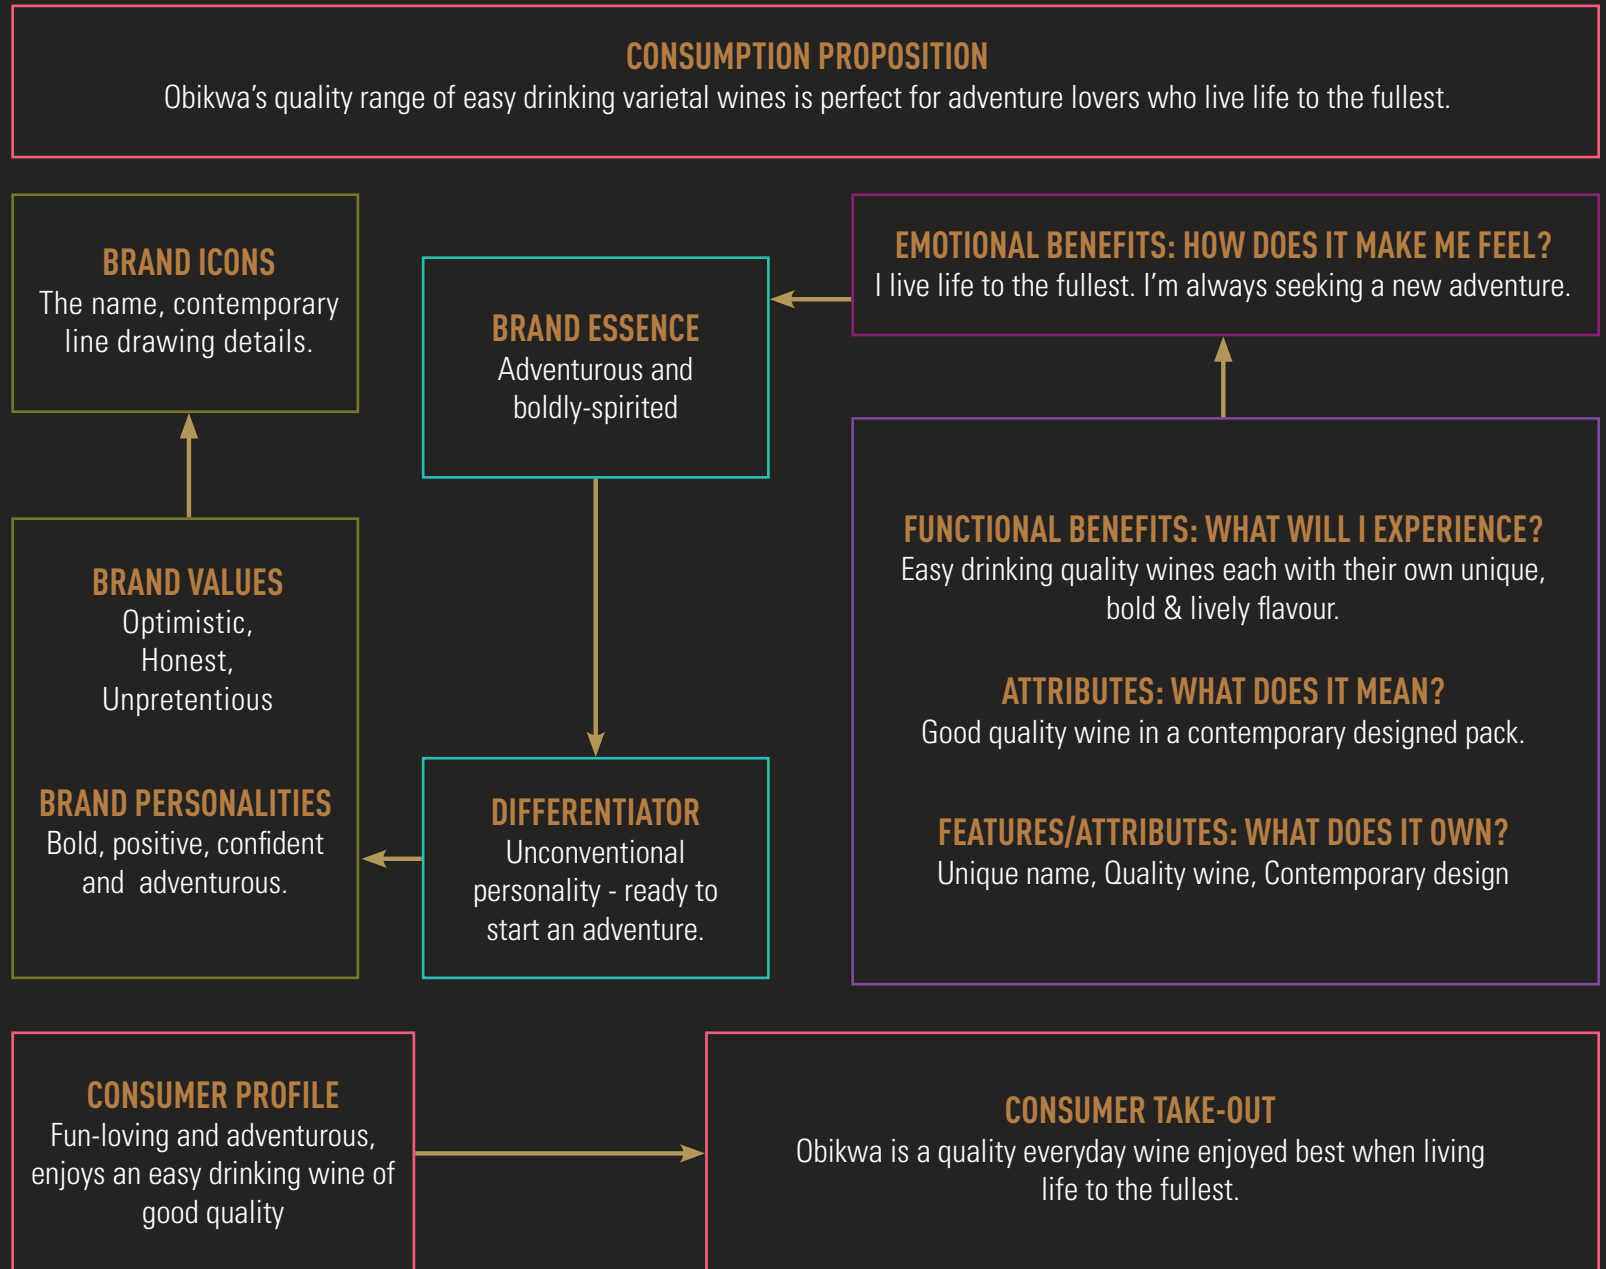 CONSUMPTION PROPOSITION
Obikwa's quality range of easy drinking varietal wines is perfect for adventure lovers who live life to the fullest.
BRAND ICONS
The name, contemporary
line drawing details.
BRAND ESSENCE
Adventurous and
boldly-spirited
EMOTIONAL BENEFITS: HOW DOES IT MAKE ME FEEL?
I live life to the fullest. I'm always seeking a new adventure.
BRAND VALUES
Optimistic,
Honest,
Unpretentious
BRAND PERSONALITIES
Bold, positive, confident
and adventurous.
DIFFERENTIATOR
Unconventional
personality - ready to
start an adventure.
FUNCTIONAL BENEFITS: WHAT WILL I EXPERIENCE?
Easy drinking quality wines each with their own unique,
bold & lively flavour.
ATTRIBUTES: WHAT DOES IT MEAN?
Good quality wine in a contemporary designed pack.
FEATURES/ATTRIBUTES: WHAT DOES IT OWN?
Unique name, Quality wine, Contemporary design
CONSUMER PROFILE
Fun-loving and adventurous,
enjoys an easy drinking wine of
good quality
CONSUMER TAKE-OUT
Obikwa is a quality everyday wine enjoyed best when living
life to the fullest.